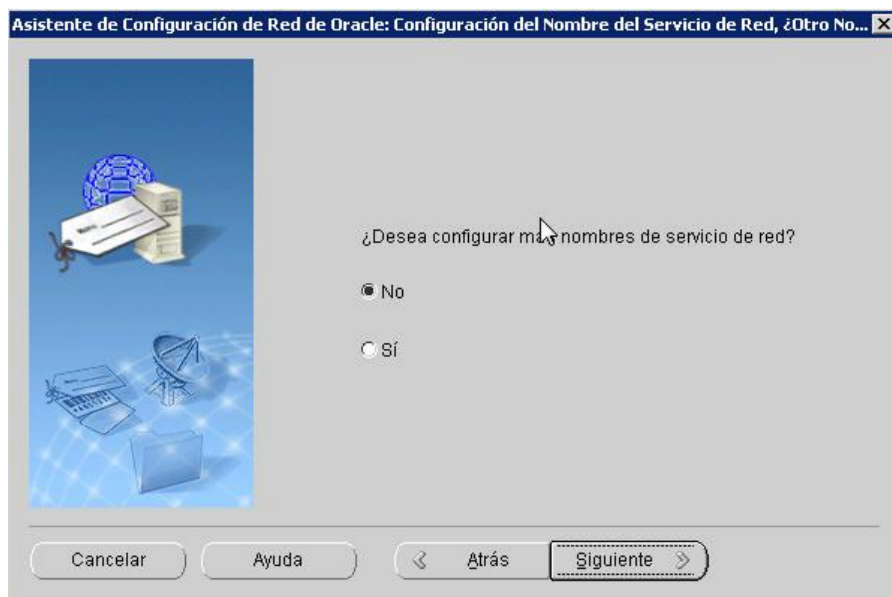 Asistente de Configuración de Red de Oracle: Configuración del Nombre del Servicio de Red, ¿Otro No...
¿Desea configurar más nombres de servicio de red?
No
Sí
Cancelar
Ayuda
Atrás
Siguiente